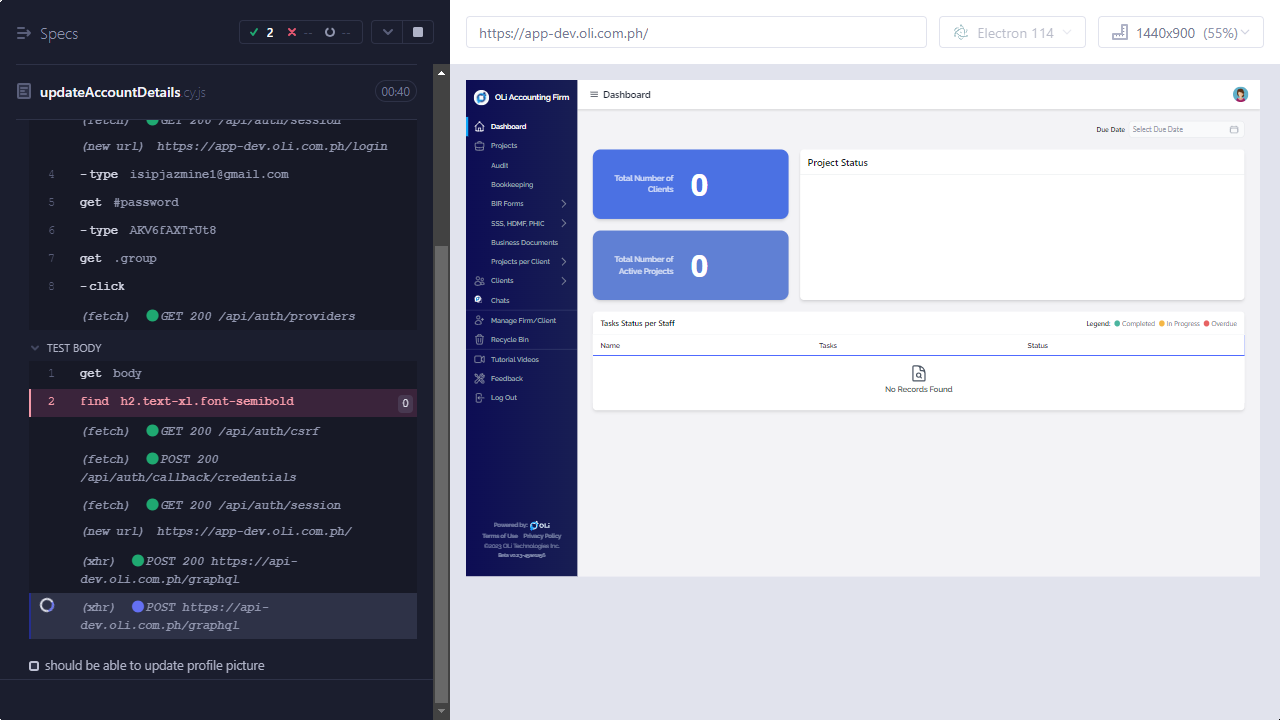 Specs
2
--
--
https://app-dev.oli.com.ph/
Electron 114
1440x900 (55%)
updateAccountDetails cy.js
00:40
(fetch) GET 200 /api/auth/session
(new url) https://app-dev.oli.com.ph/login
4 -type snipjazmine1@gmail.com
5 get #password
6 -type AKV6fAXTrUt8
7 get .group
8 -click
(fetch) GET 200 /api/auth/providers
TEST BODY
1 get body
2 find h2.text-xl.font-semibold 0
(fetch) GET 200 /api/auth/csrf
(fetch) POST 200
/api/auth/callback/credentials
(fetch) GET 200 /api/auth/session
(new url) https://app-dev.oli.com.ph/
POST 200 https://api-
dev.oli.com.ph/graphql
(xhr) POST https://api-
dev.oli.com.ph/graphql
should be able to update profile picture
OLi Accounting Firm
Dashboard
Projects
Audit
Bookkeeping
BIR Forms
SSS, HDMF, PHIC
Business Documents
Projects per Client
Clients
Chats
Manage Firm/Client
Recycle Bin
Tutorial Videos
Feedback
Log Out
Powered by: OLi
Terms of Use Privacy Policy
©2023 OLi Technologies Inc.
Dashboard
Due Date Select Due Date
Total Number of
Clients
0
Total Number of
Active Projects
0
Project Status
Tasks Status per Staff
Legend: Completed In Progress Overdue
Name Tasks Status
No Records Found